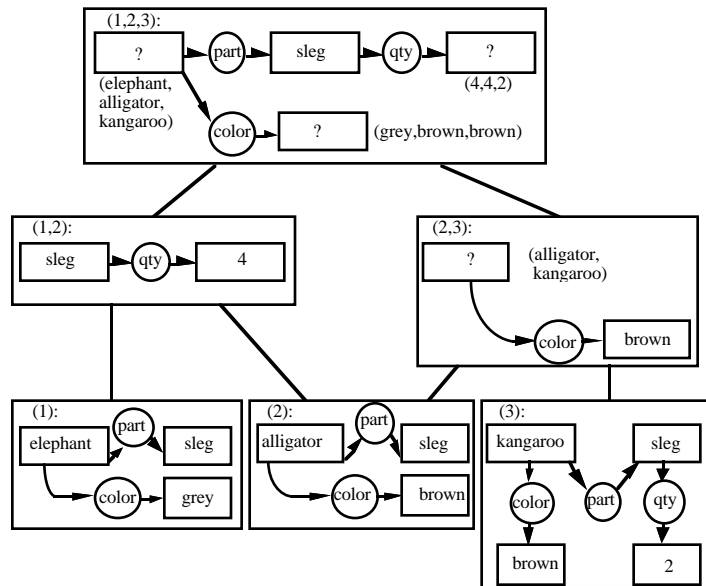 (1,2,3):
? part sleg qty ?
(elephant,
alligator,
kangaroo)
(4,4,2)
color ? (grey,brown,brown)
(1,2):
sleg qty 4
(2,3):
? (alligator,
kangaroo)
color brown
(1):
elephant part sleg
color grey
(2):
alligator part sleg
color brown
(3):
kangaroo sleg
color part qty
brown 2